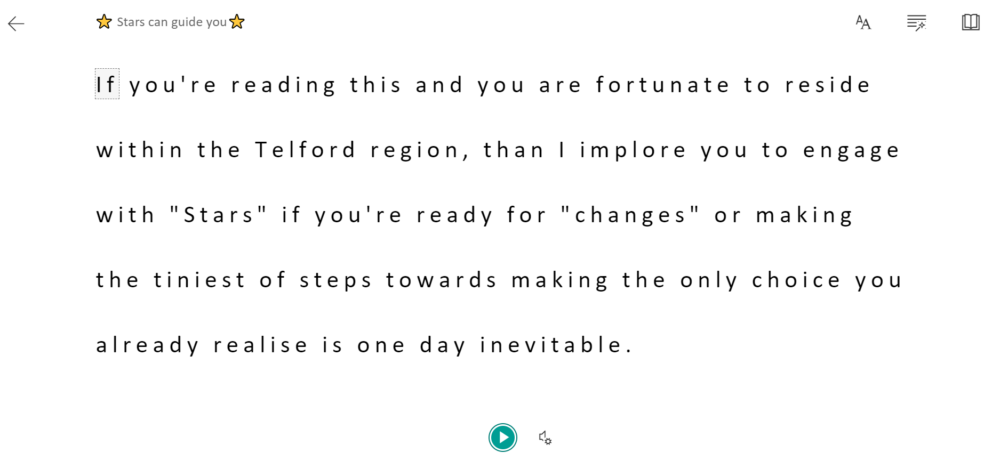 ⭐ Stars can guide you⭐
AA
If you're reading this and you are fortunate to reside
within the Telford region, than I implore you to engage
with "Stars" if you're ready for "changes" or making
the tiniest of steps towards making the only choice you
already realise is one day inevitable.